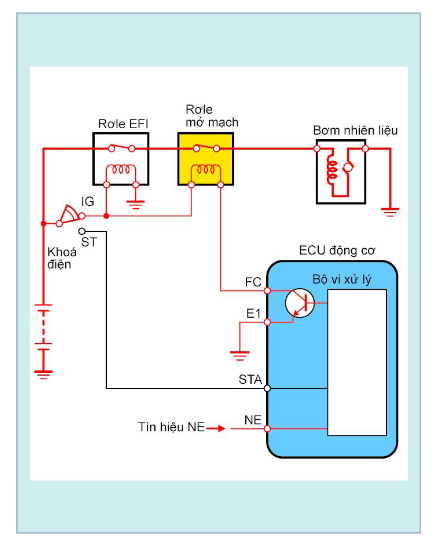 Rơle
mở mạch
Rơle EFI
Bơm nhiên liệu
IG
ST
Khoá
điện
ECU động cơ
Bộ vi xử lý
FC
E1
STA
NE
Tín hiệu NE